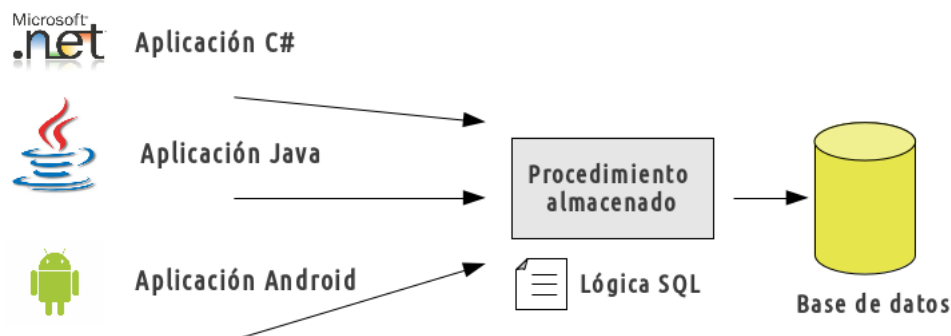 Microsoft
.net
Aplicación C#
Aplicación Java
Procedimiento
almacenado
Aplicación Android
Lógica SQL
Base de datos